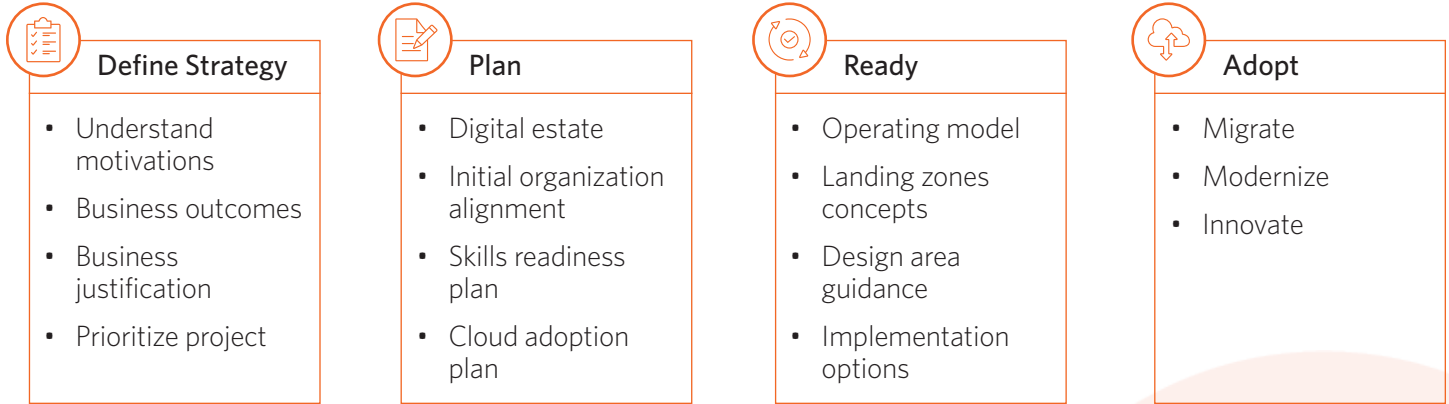 Define Strategy
• Understand
motivations
• Business outcomes
• Business
justification
• Prioritize project
Plan
• Digital estate
• Initial organization
alignment
• Skills readiness
plan
• Cloud adoption
plan
Ready
• Operating model
• Landing zones
concepts
• Design area
guidance
• Implementation
options
Adopt
• Migrate
• Modernize
• Innovate